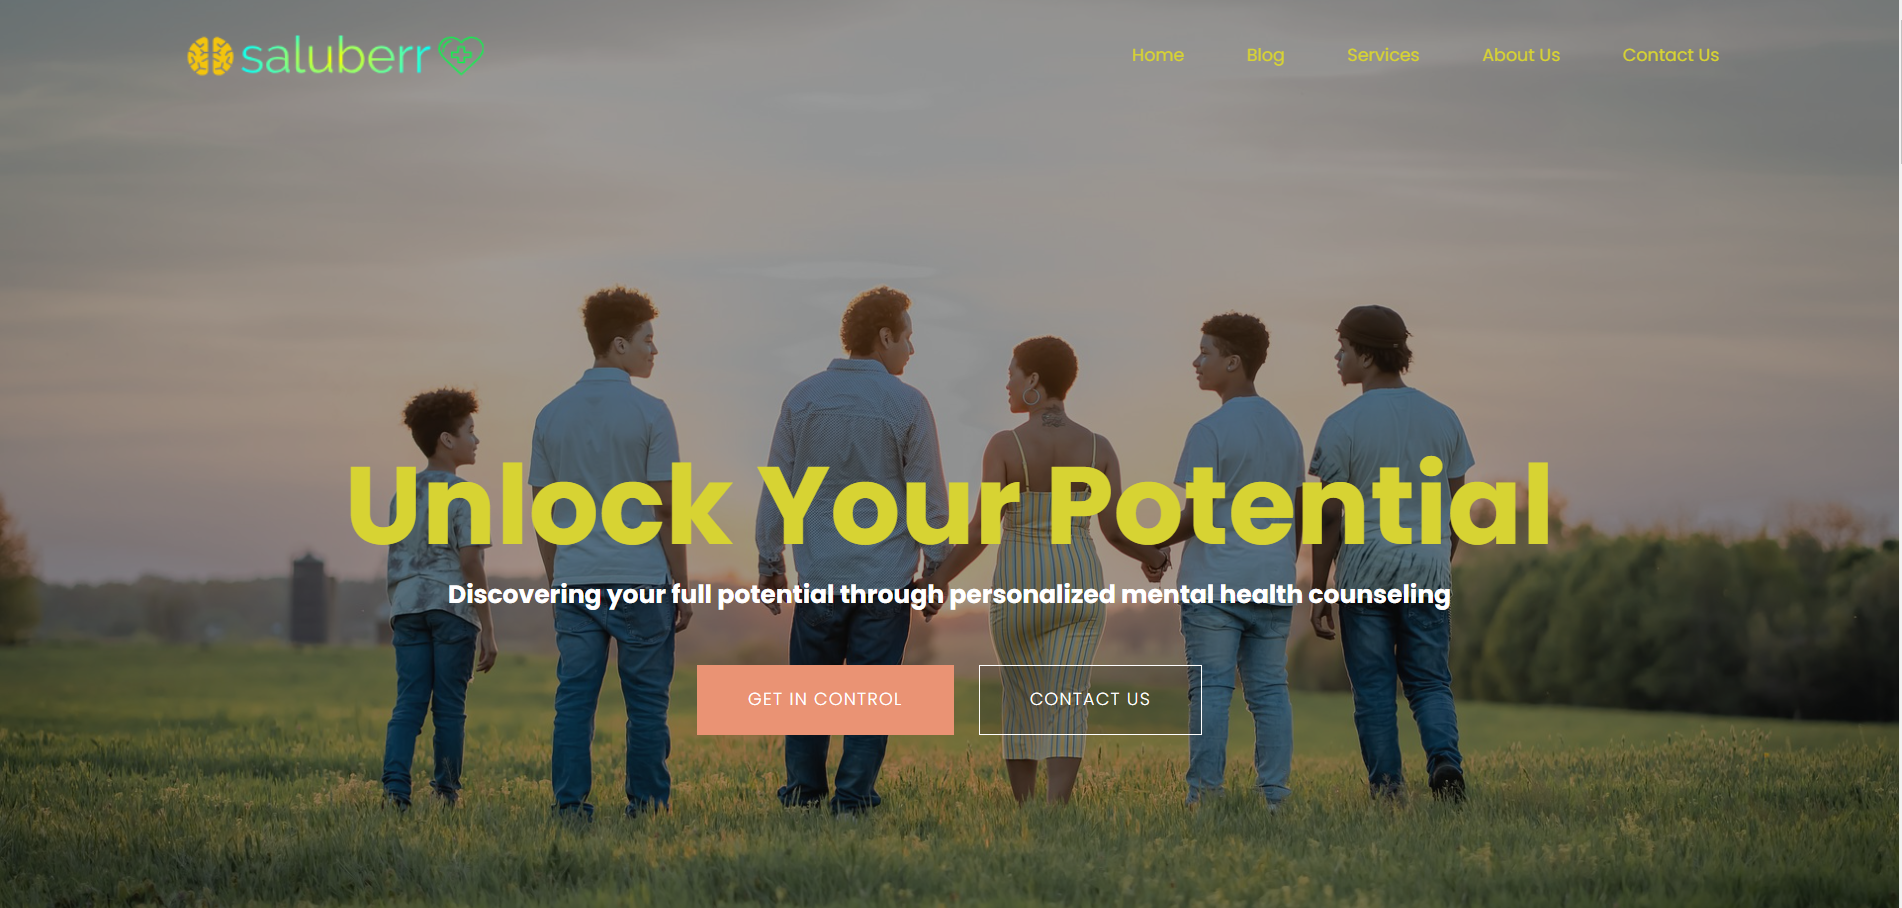 saluberr
Home Blog Services About Us Contact Us
Unlock Your Potential
Discovering your full potential through personalized mental health counseling
GET IN CONTROL CONTACT US